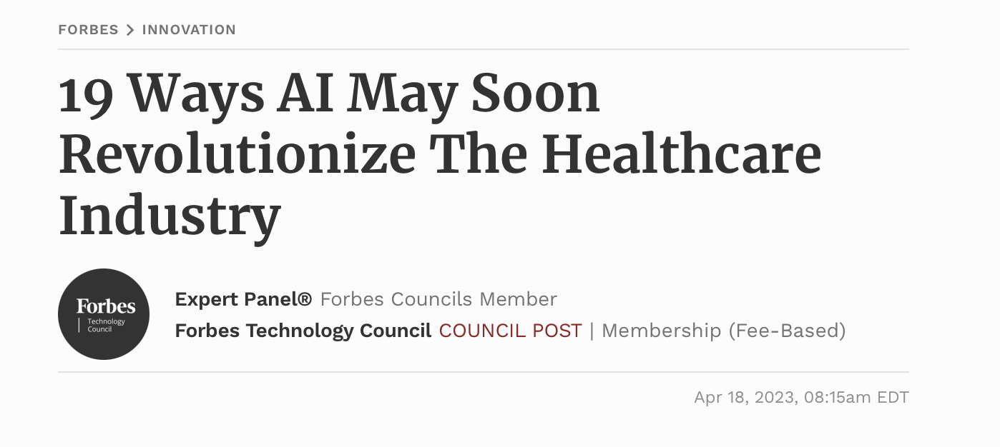 FORBES > INNOVATION
19 Ways AI May Soon
Revolutionize The Healthcare
Industry
Forbes
Technology
Council
Expert Panel® Forbes Councils Member
Forbes Technology Council COUNCIL POST | Membership (Fee-Based)
Apr 18, 2023, 08:15am EDT